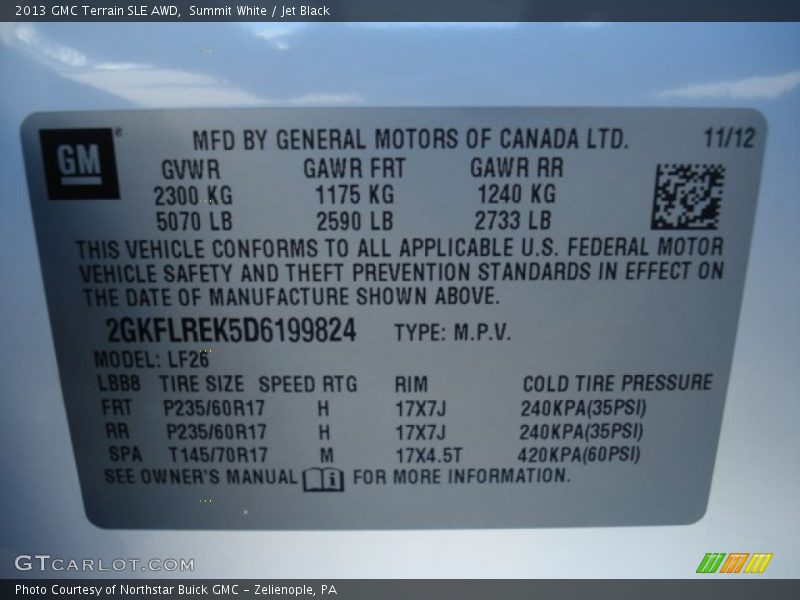 2013 GMC Terrain SLE AWD, Summit White / Jet Black
GM
MFD BY GENERAL MOTORS OF CANADA LTD. 11/12
GVWR GAWR FRT GAWR RR
2300 KG 1175 KG 1240 KG
5070 LB 2590 LB 2733 LB
THIS VEHICLE CONFORMS TO ALL APPLICABLE U.S. FEDERAL MOTOR
VEHICLE SAFETY AND THEFT PREVENTION STANDARDS IN EFFECT ON
THE DATE OF MANUFACTURE SHOWN ABOVE.
2GKFLREK5D6199824 TYPE: M.P.V.
MODEL: LF26
LBB8 TIRE SIZE SPEED RTG RIM COLD TIRE PRESSURE
FRT P235/60R17 H 17X7J 240KPA(35PSI)
RR P235/60R17 H 17X7J 240KPA(35PSI)
SPA T145/70R17 M 17X4.5T 420KPA(60PSI)
SEE OWNER'S MANUAL i FOR MORE INFORMATION.
GTCARLOT.COM
Photo Courtesy of Northstar Buick GMC – Zelienople, PA